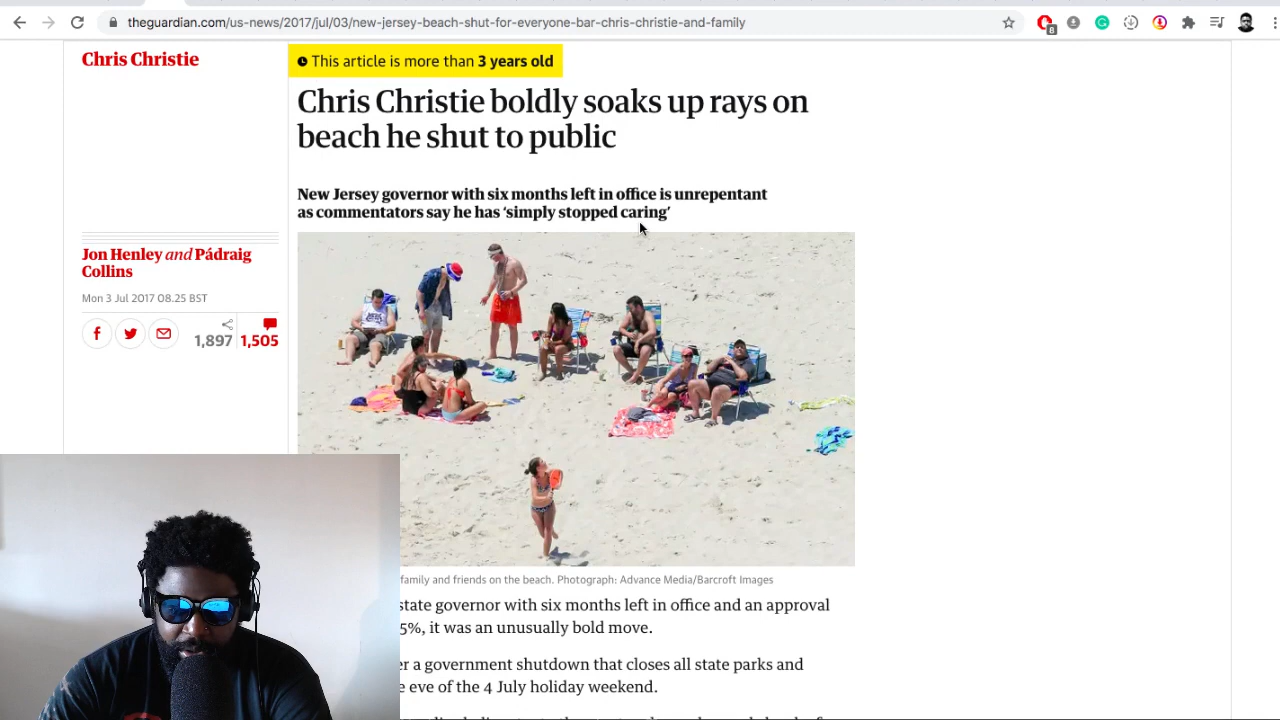 theguardian.com/us-news/2017/jul/03/new-jersey-beach-shut-for-everyone-bar-chris-christie-and-family
8
Chris Christie
This article is more than 3 years old
Chris Christie boldly soaks up rays on
beach he shut to public
New Jersey governor with six months left in office is unrepentant
as commentators say he has ‘simply stopped caring’
Jon Henley and Pádraig
Collins
Mon 3 Jul 2017 08.25 BST
1,897 1,505
family and friends on the beach. Photograph: Advance Media/Barcroft Images
state governor with six months left in office and an approval
5%, it was an unusually bold move.
er a government shutdown that closes all state parks and
e eve of the 4 July holiday weekend.